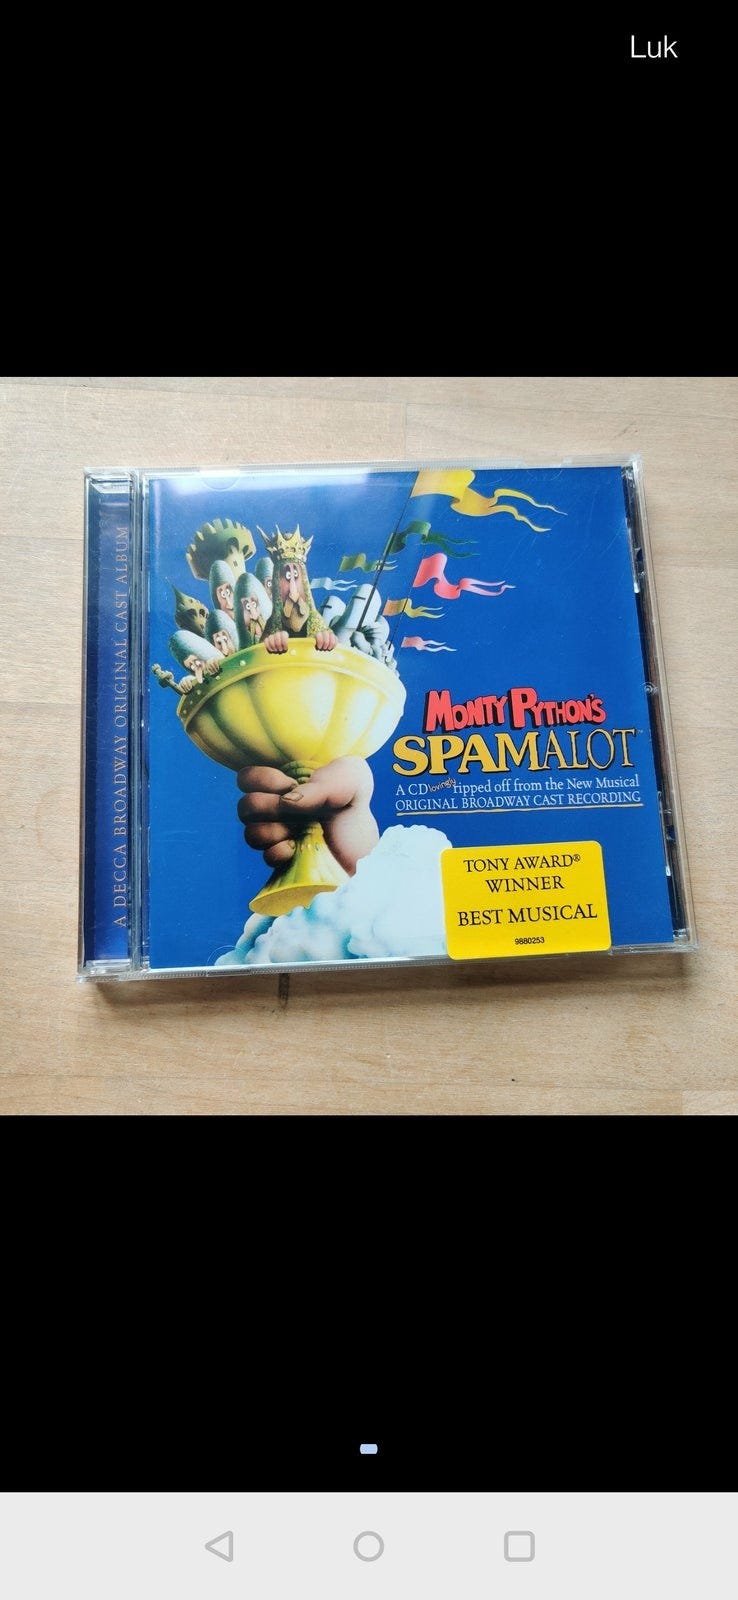 Luk
A DECCA BROADWAY ORIGINAL CAST ALBUM
MONTY PYTHON'S
SPAMALOT™
A CD lovingly ripped off from the New Musical
ORIGINAL BROADWAY CAST RECORDING
TONY AWARD®
WINNER
BEST MUSICAL
9880253